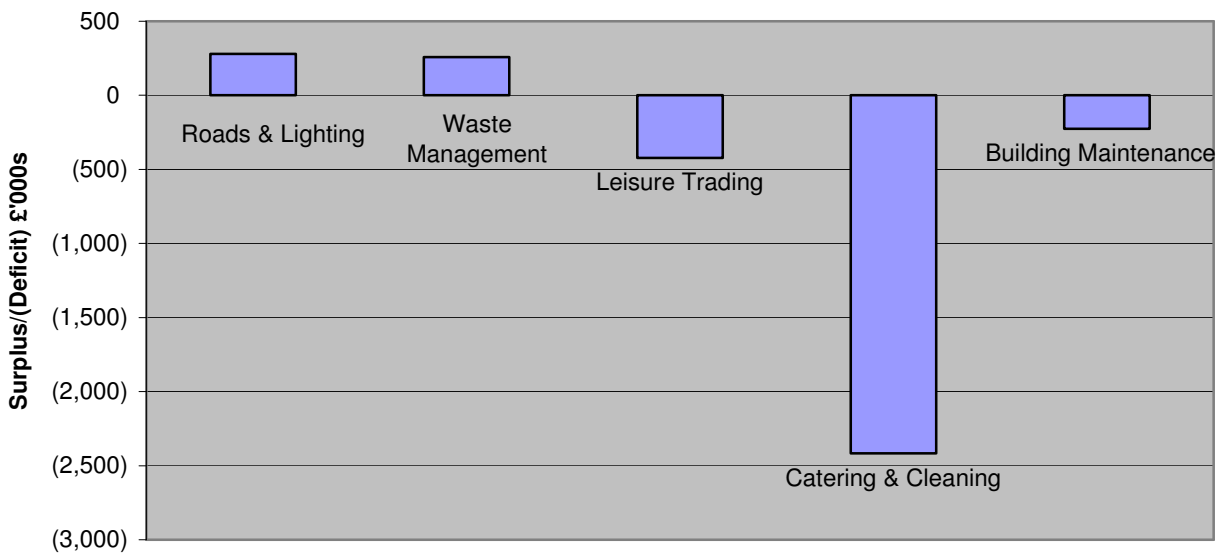 Surplus/(Deficit) £'000s
500
0
(500)
(1,000)
(1,500)
(2,000)
(2,500)
(3,000)
Roads & Lighting
Waste
Management
Leisure Trading
Catering & Cleaning
Building Maintenance